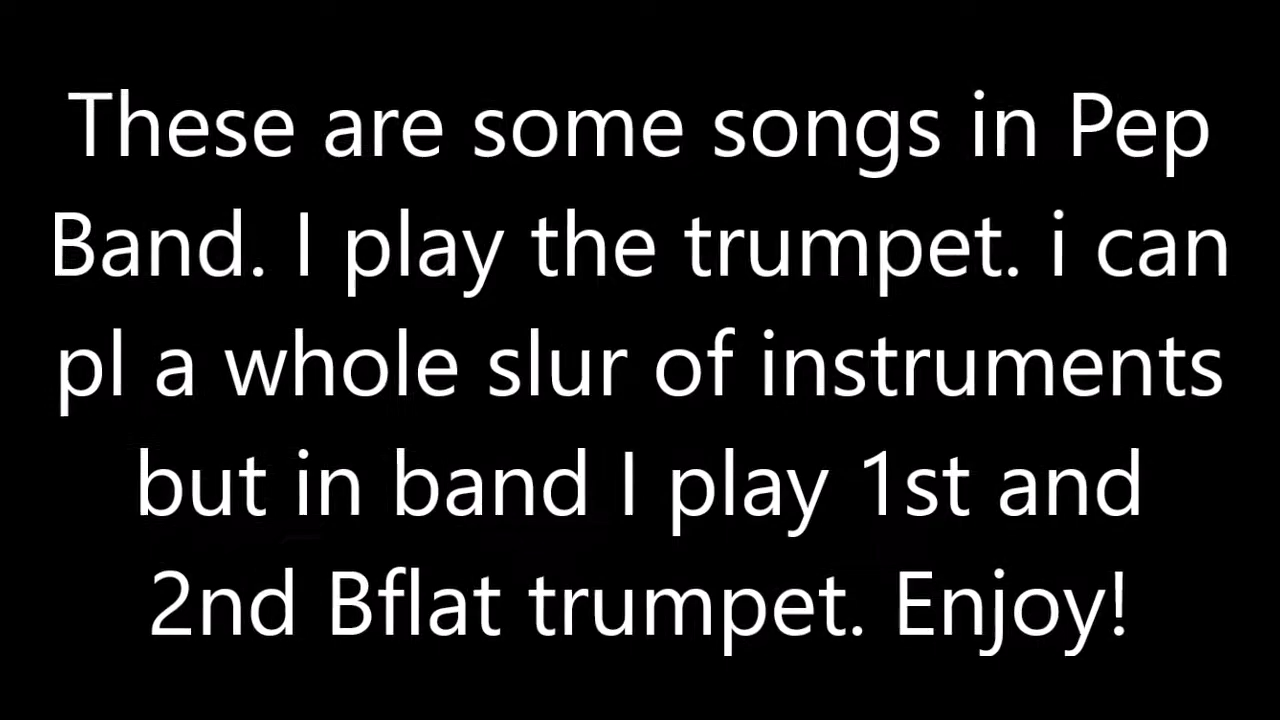 These are some songs in Pep
Band. I play the trumpet. i can
pl a whole slur of instruments
but in band I play 1st and
2nd Bflat trumpet. Enjoy!